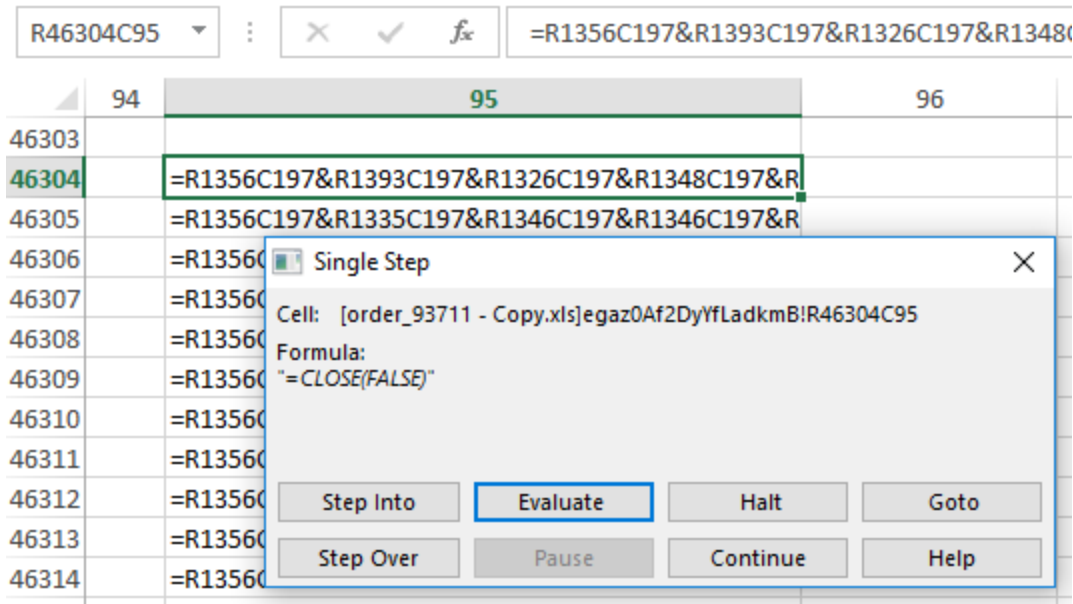 R46304C95 fx =R1356C197&R1393C197&R1326C197&R1348C
94 95 96
46303
46304 =R1356C197&R1393C197&R1326C197&R1348C197&R
46305 =R1356C197&R1335C197&R1346C197&R1346C197&R
46306 =R1356C
Single Step
46307 =R1356C
Cell: [order_93711 - Copy.xls]egaz0Af2DyYfLadkmB!R46304C95
46308 =R1356C
Formula:
46309 =R1356C
"=CLOSE(FALSE)"
46310 =R1356C
46311 =R1356C
46312 =R1356C
Step Into Evaluate Halt Goto
46313 =R1356C
Step Over Pause Continue Help
46314 =R1356C